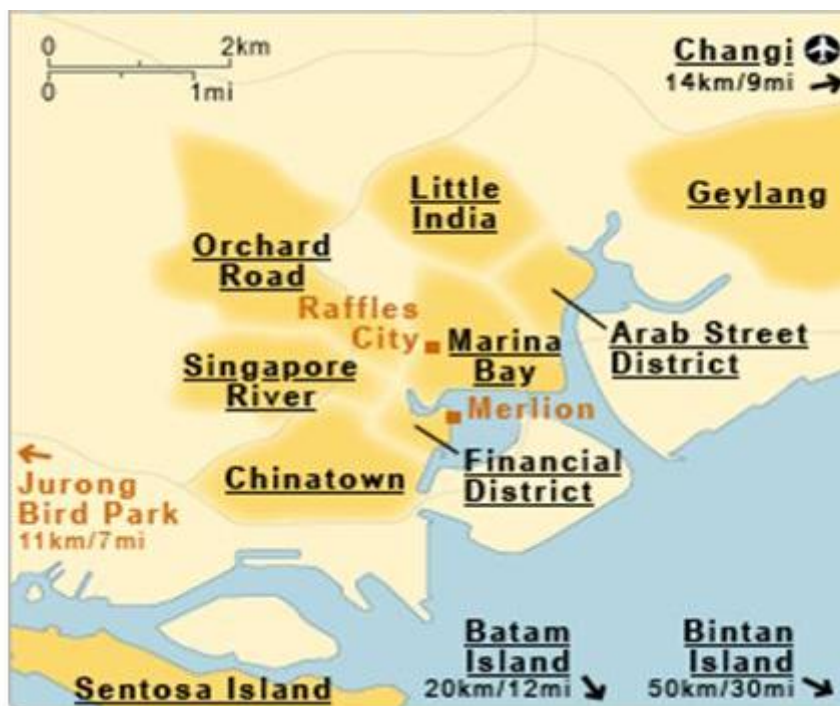 0 2km
0 1mi
Changi
14km/9mi
Little
India
Geylang
Orchard
Road
Raffles
City
Marina
Bay
Arab Street
District
Singapore
River
Merlion
Chinatown
Financial
District
Jurong
Bird Park
11km/7mi
Batam
Island
20km/12mi
Bintan
Island
50km/30mi
Sentosa Island